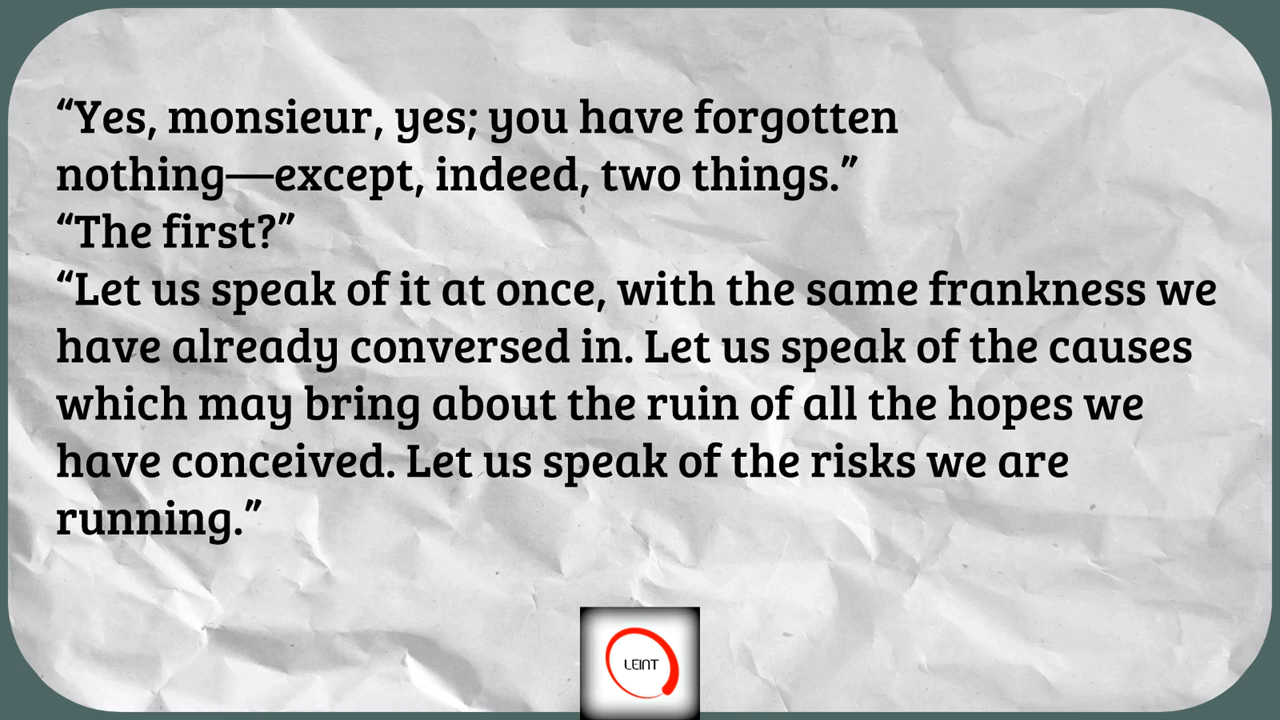 “Yes, monsieur, yes; you have forgotten
nothing—except, indeed, two things.”
“The first?”
“Let us speak of it at once, with the same frankness we
have already conversed in. Let us speak of the causes
which may bring about the ruin of all the hopes we
have conceived. Let us speak of the risks we are
running.”
LEINT